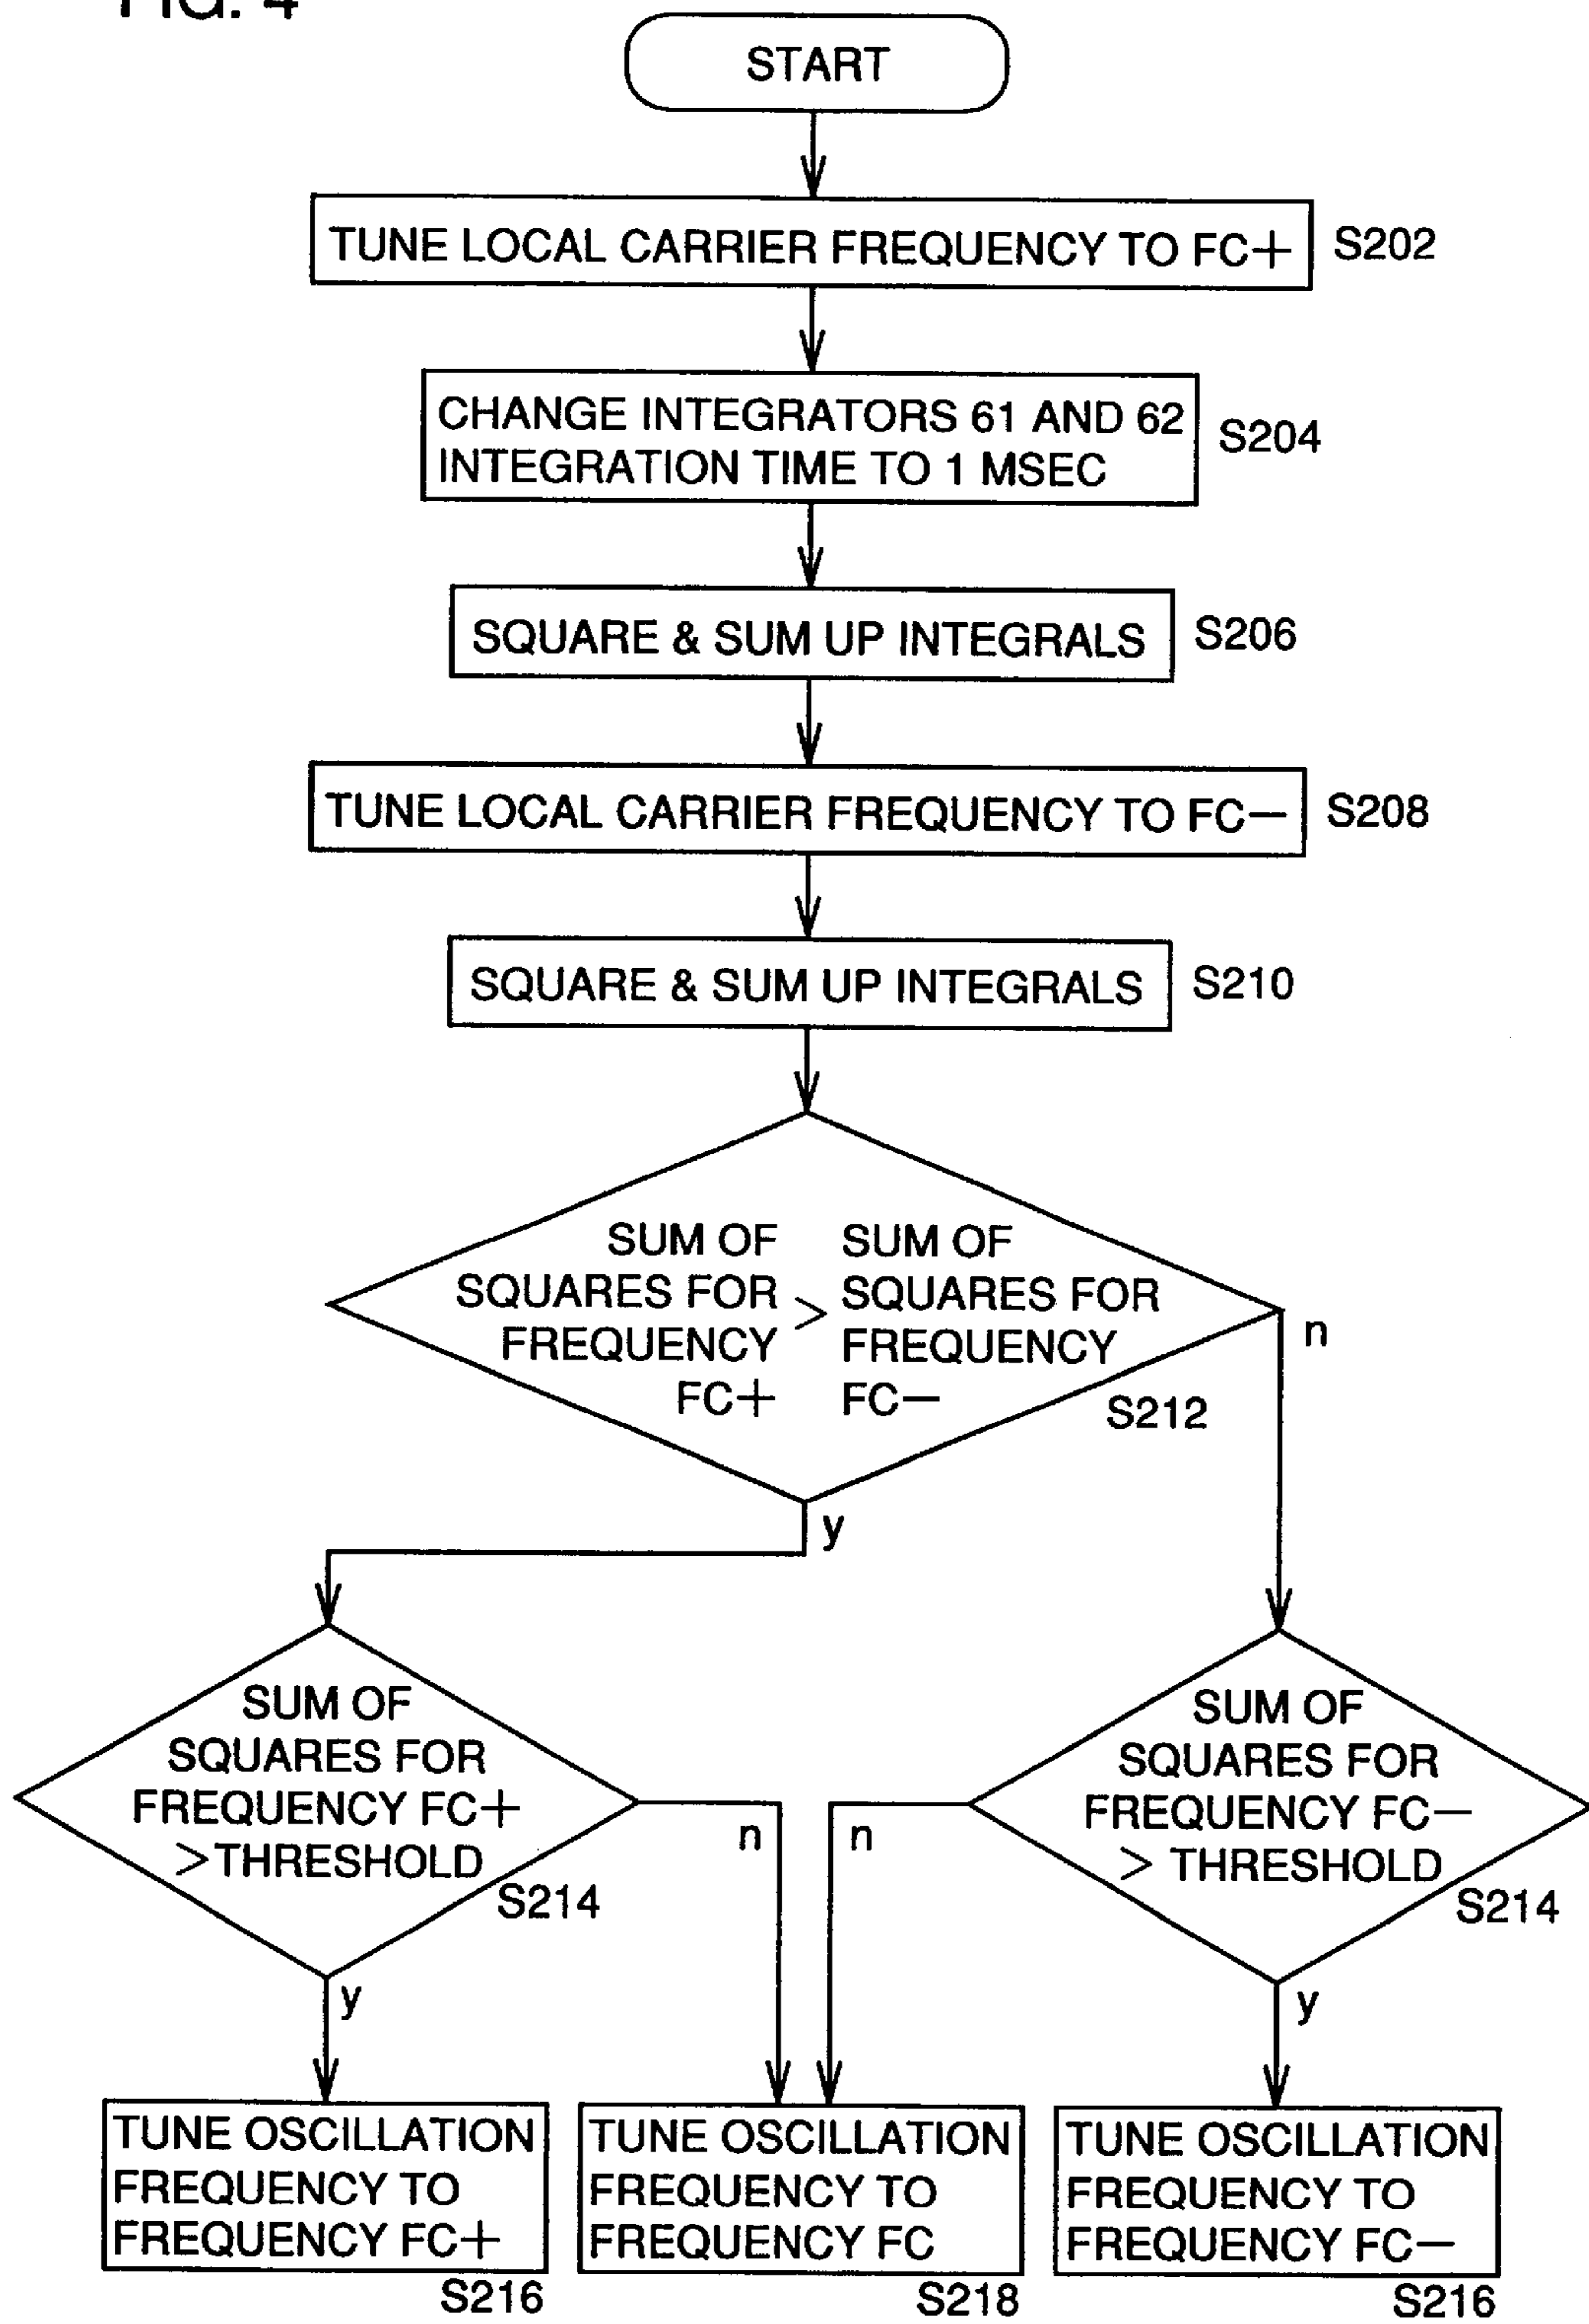 FIG. 4
START
TUNE LOCAL CARRIER FREQUENCY TO FC+
S202
CHANGE INTEGRATORS 61 AND 62
INTEGRATION TIME TO 1 MSEC
S204
SQUARE & SUM UP INTEGRALS
S206
TUNE LOCAL CARRIER FREQUENCY TO FC−
S208
SQUARE & SUM UP INTEGRALS
S210
SUM OF
SQUARES FOR
FREQUENCY
FC+
>
SUM OF
SQUARES FOR
FREQUENCY
FC−
S212
n
y
SUM OF
SQUARES FOR
FREQUENCY FC+
>THRESHOLD
S214
n
y
SUM OF
SQUARES FOR
FREQUENCY FC−
> THRESHOLD
S214
n
y
TUNE OSCILLATION
FREQUENCY TO
FREQUENCY FC+
S216
TUNE OSCILLATION
FREQUENCY TO
FREQUENCY FC
S218
TUNE OSCILLATION
FREQUENCY TO
FREQUENCY FC−
S216